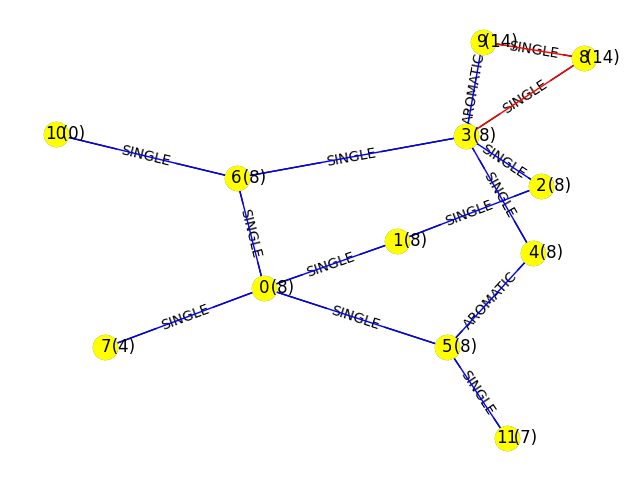 9(14)
SINGLE
8(14)
AROMATIC
SINGLE
10(0)
SINGLE
3(8)
SINGLE
SINGLE
6(8)
SINGLE
2(8)
SINGLE
SINGLE
1(8)
SINGLE
4(8)
SINGLE
0(8)
AROMATIC
SINGLE
SINGLE
7(4)
5(8)
SINGLE
11(7)